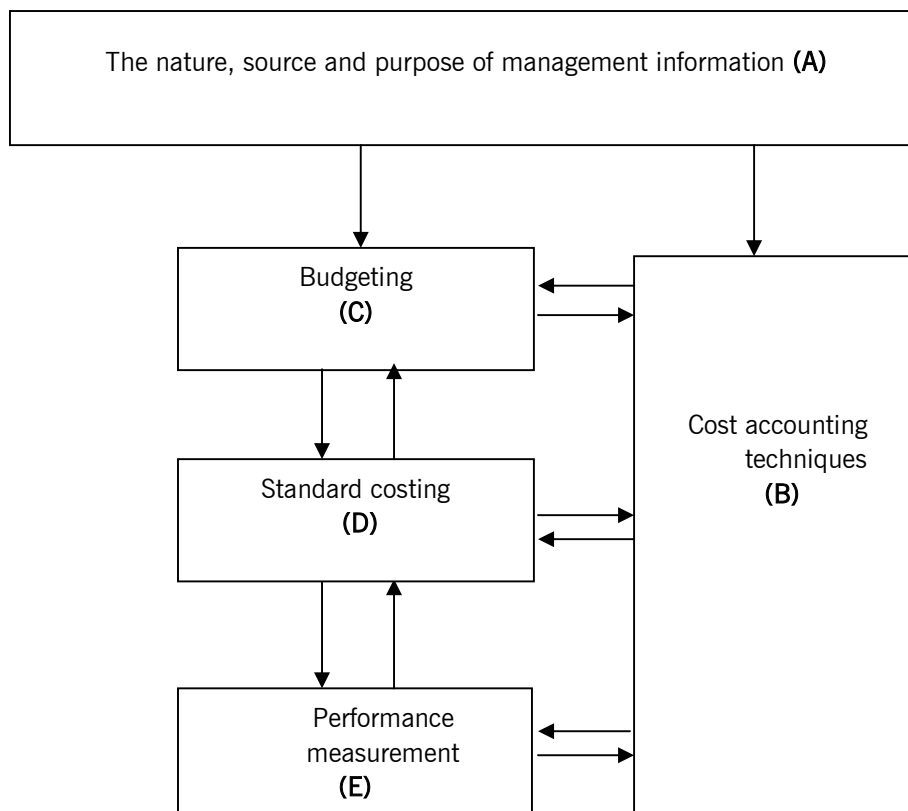 The nature, source and purpose of management information (A)
Budgeting
(C)
Cost accounting
techniques
(B)
Standard costing
(D)
Performance
measurement
(E)